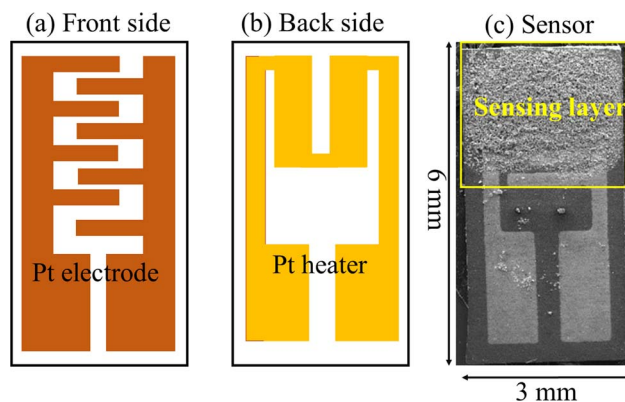 (a) Front side
(b) Back side
(c) Sensor
Pt electrode
Pt heater
Sensing layer
6 mm
3 mm